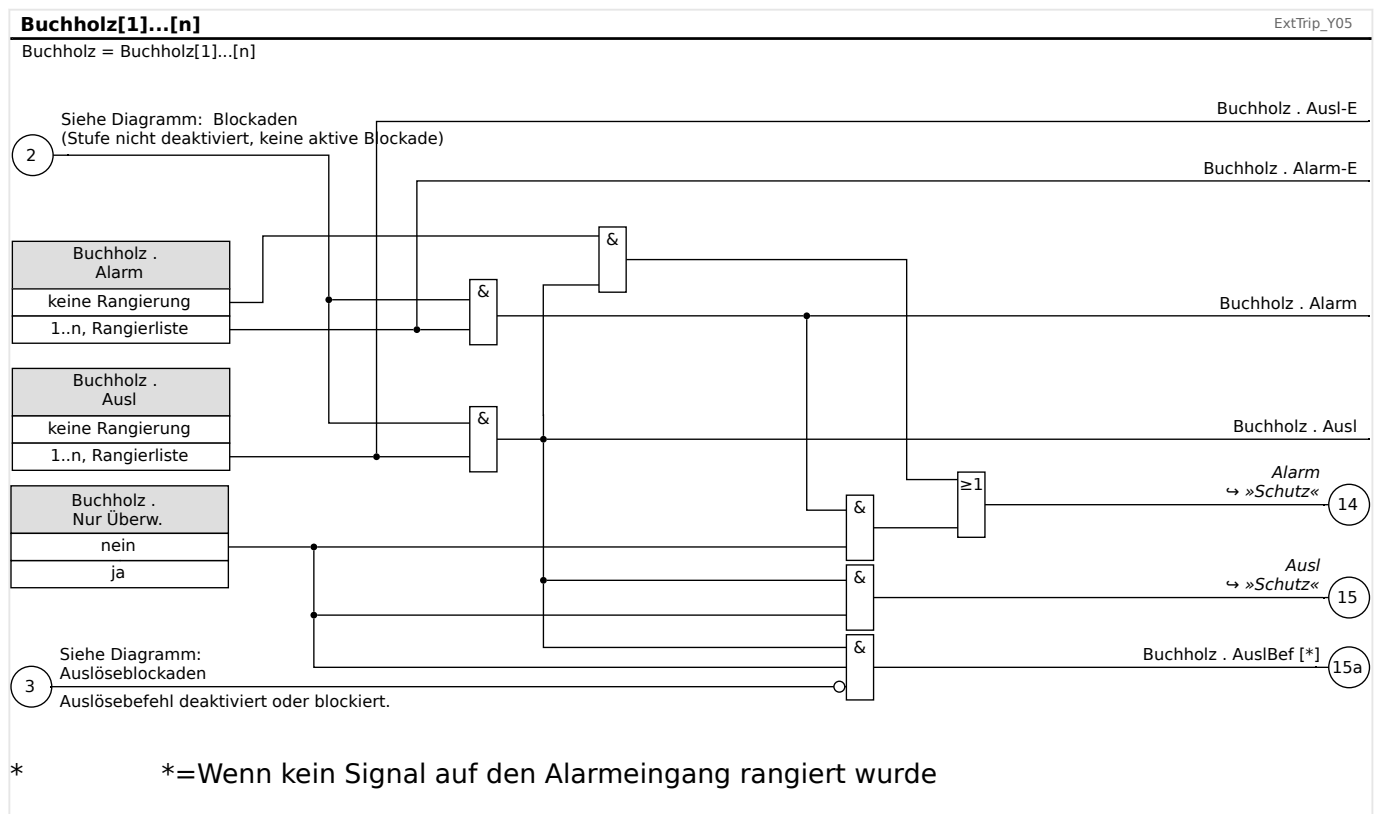 Buchholz[1]...[n]
ExtTrip_Y05
Buchholz = Buchholz[1]...[n]
Siehe Diagramm:  Blockaden
(Stufe nicht deaktiviert, keine aktive Blockade)
2
Buchholz . Ausl-E
Buchholz . Alarm-E
Buchholz .
Alarm
keine Rangierung
1..n, Rangierliste
&
&
Buchholz . Alarm
Buchholz .
Ausl
keine Rangierung
1..n, Rangierliste
&
Buchholz . Ausl
Buchholz .
Nur Überw.
nein
ja
&
≥1
Alarm
↪ »Schutz«
14
&
Ausl
↪ »Schutz«
15
Siehe Diagramm:
Auslöseblockaden
3
Auslösebefehl deaktiviert oder blockiert.
&
Buchholz . AuslBef [*]
15a
* *=Wenn kein Signal auf den Alarmeingang rangiert wurde